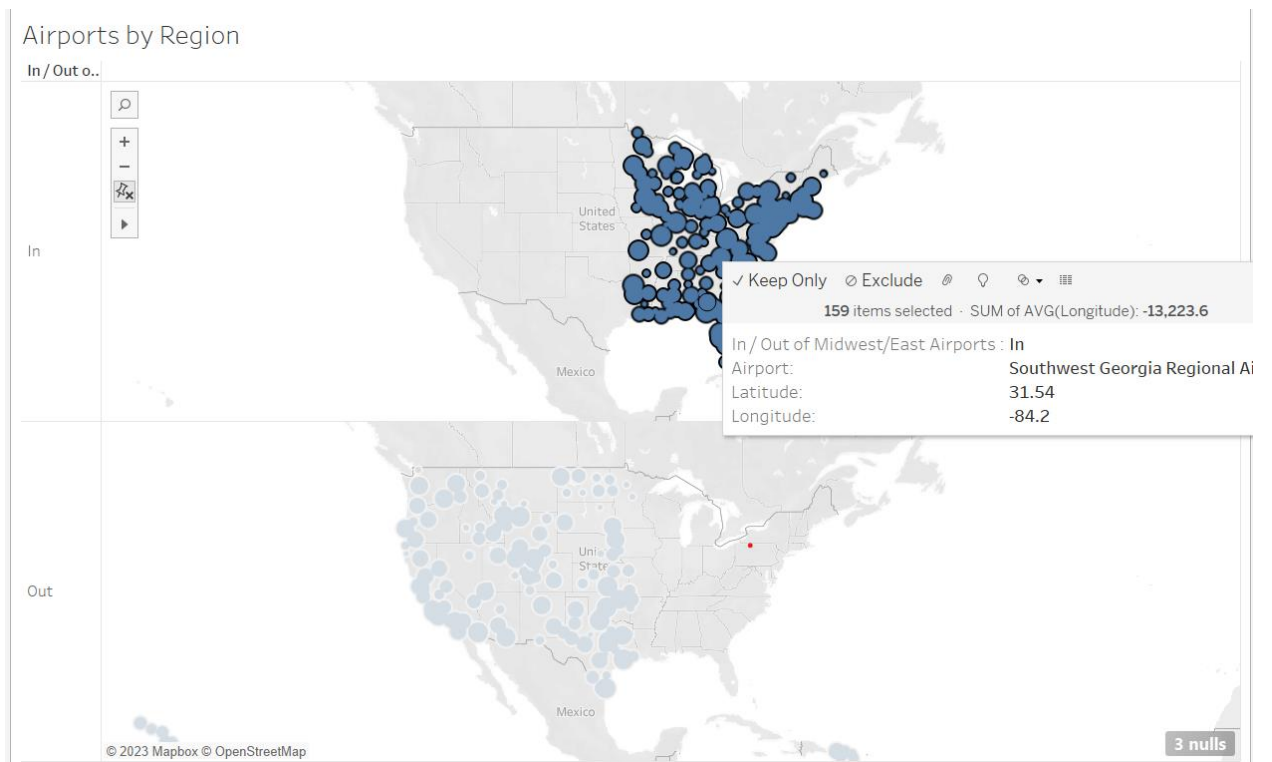 Airports by Region
In / Out o..
United
States
In
Keep Only Exclude
159 items selected · SUM of AVG(Longitude): -13,223.6
In / Out of Midwest/East Airports : In
Airport: Southwest Georgia Regional Ai
Latitude: 31.54
Longitude: -84.2
Mexico
Uni
State
Out
Mexico
© 2023 Mapbox © OpenStreetMap
3 nulls